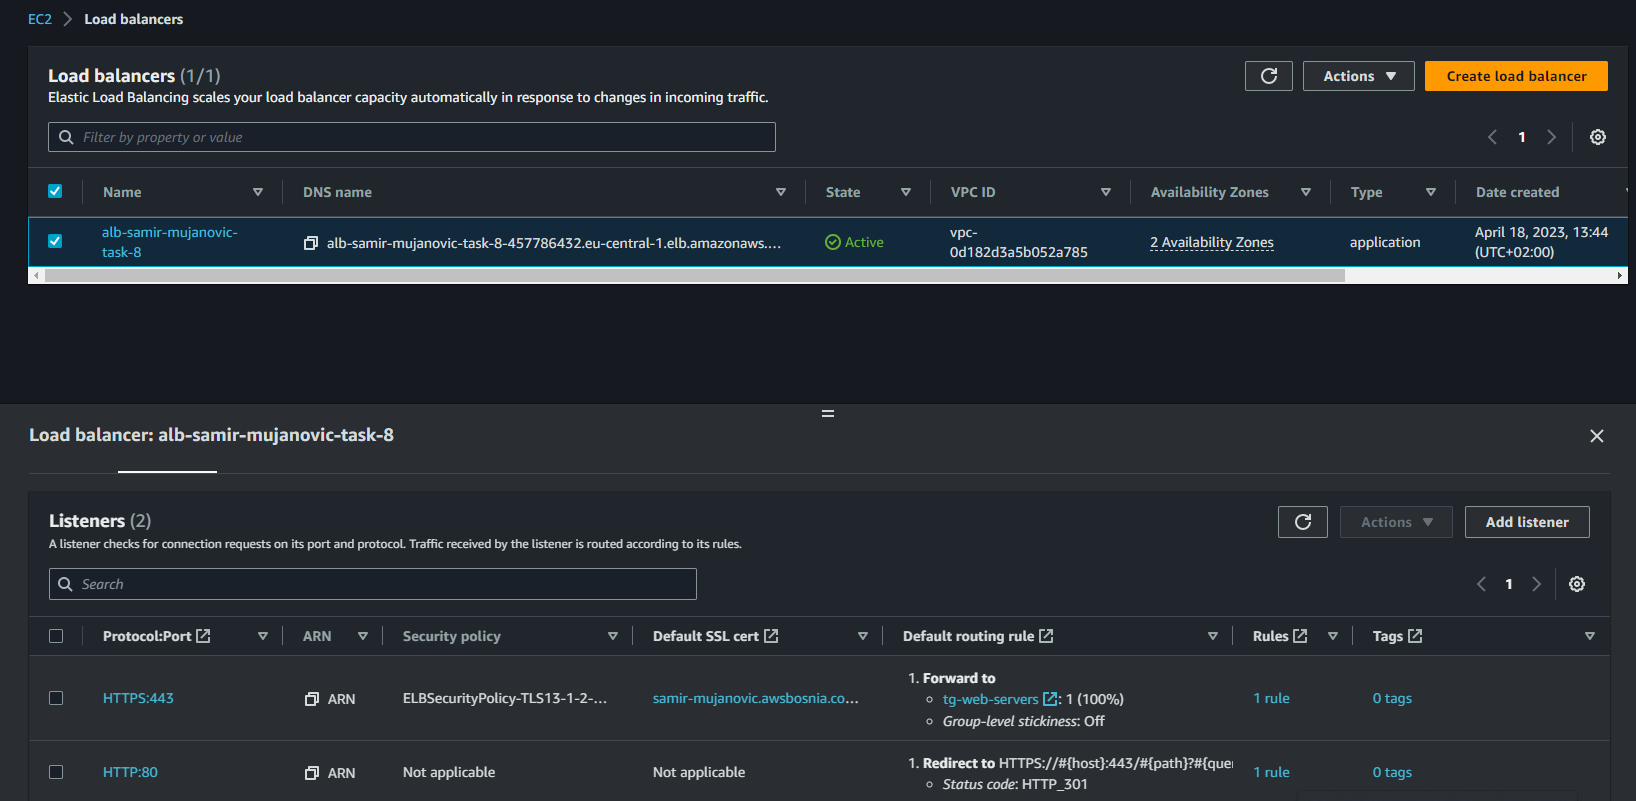 EC2 Load balancers
Load balancers (1/1)
Elastic Load Balancing scales your load balancer capacity automatically in response to changes in incoming traffic.
Actions
Create load balancer
Filter by property or value
1
Name DNS name State VPC ID Availability Zones Type Date created
alb-samir-mujanovic-
task-8
alb-samir-mujanovic-task-8-457786432.eu-central-1.elb.amazonaws....
Active
vpc-
0d182d3a5b052a785
2 Availability Zones
application
April 18, 2023, 13:44
(UTC+02:00)
Load balancer: alb-samir-mujanovic-task-8
Listeners (2)
A listener checks for connection requests on its port and protocol. Traffic received by the listener is routed according to its rules.
Actions
Add listener
Search
1
Protocol:Port ARN Security policy Default SSL cert Default routing rule Rules Tags
HTTPS:443
ARN
ELBSecurityPolicy-TLS13-1-2-...
samir-mujanovic.awsbosnia.co...
1. Forward to
tg-web-servers : 1 (100%)
Group-level stickiness: Off
1 rule
0 tags
HTTP:80
ARN
Not applicable
Not applicable
1. Redirect to HTTPS://#{host}:443/#{path}?#{quer
Status code: HTTP_301
1 rule
0 tags